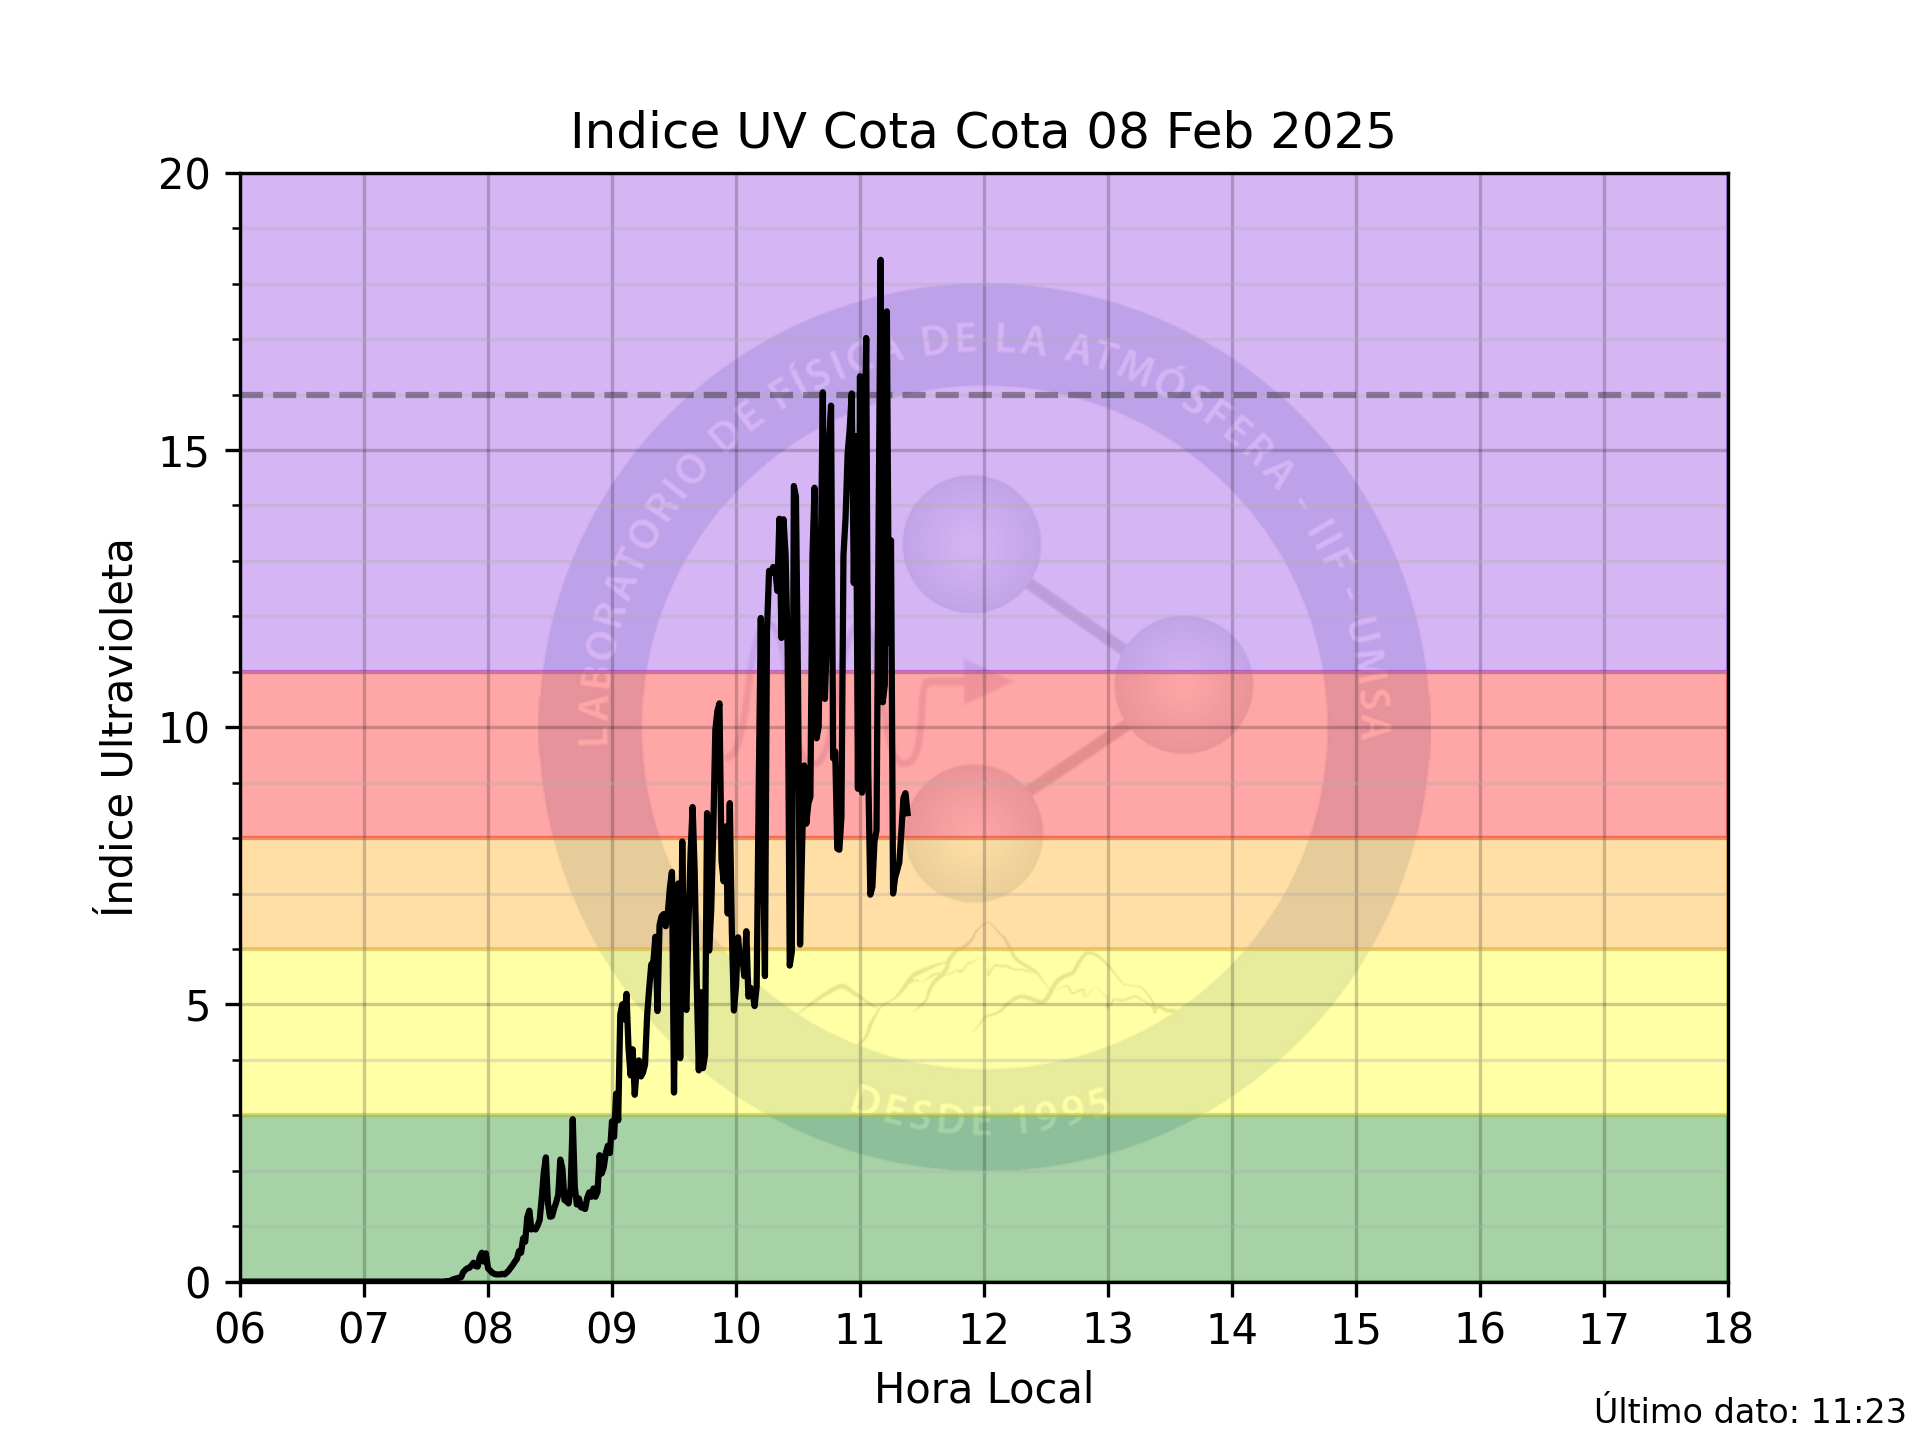 Indice UV Cota Cota 08 Feb 2025
20
15
10
5
0
Índice Ultravioleta
LABORATORIO DE FÍSICA DE LA ATMÓSFERA - IIF - UMSA
DESDE 1995
06 07 08 09 10 11 12 13 14 15 16 17 18
Hora Local
Último dato: 11:23